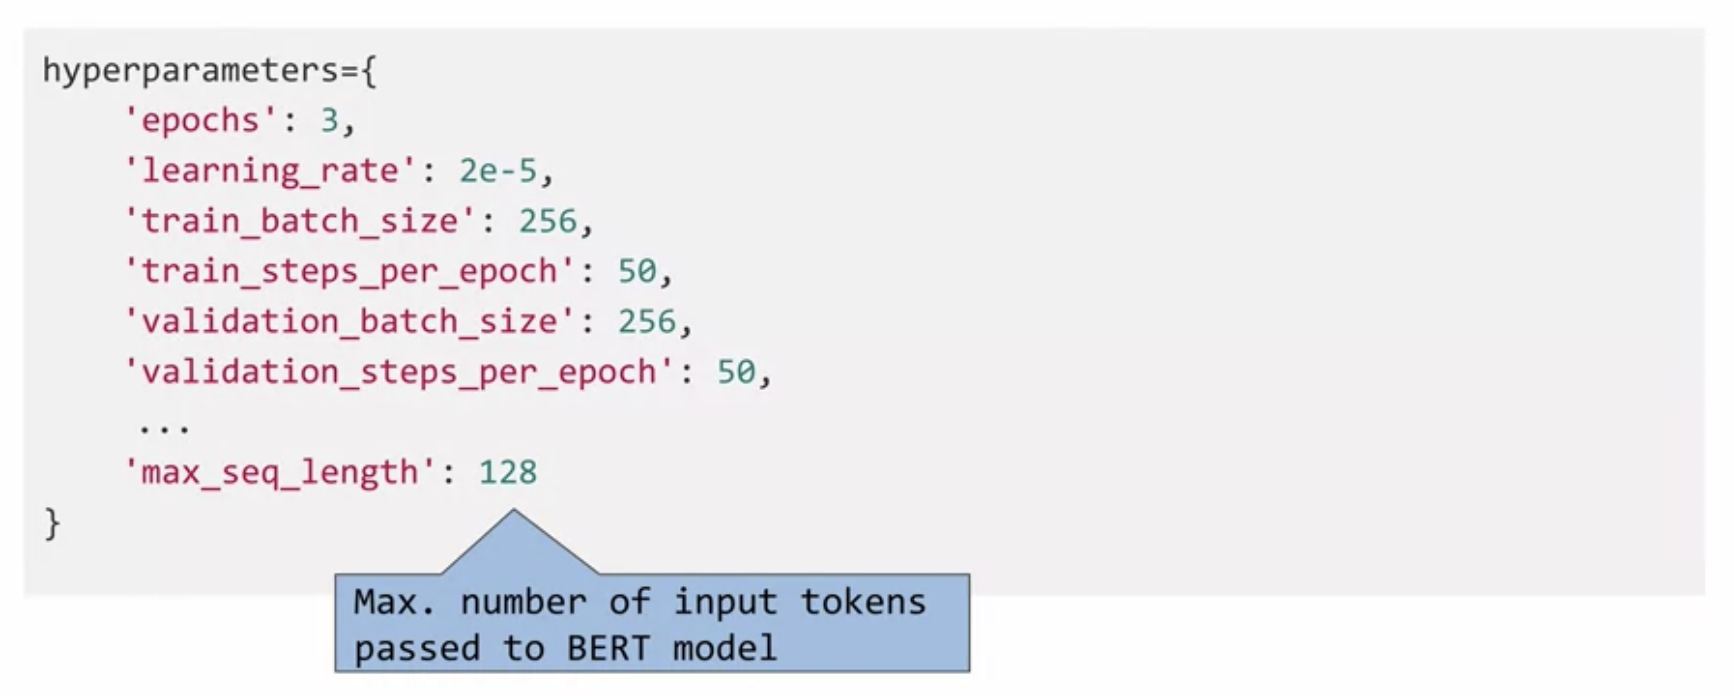 hyperparameters={
    'epochs': 3,
    'learning_rate': 2e-5,
    'train_batch_size': 256,
    'train_steps_per_epoch': 50,
    'validation_batch_size': 256,
    'validation_steps_per_epoch': 50,
    ...
    'max_seq_length': 128
}
Max. number of input tokens
passed to BERT model